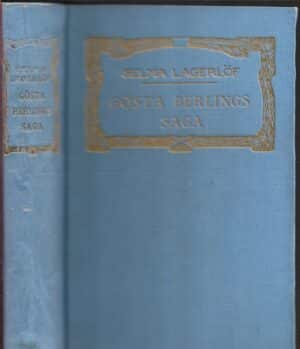 SELMA LAGERLÖF
GÖSTA BERLINGS
SAGA
SELMA
LAGERLÖF
GÖSTA
BERLINGS
SAGA